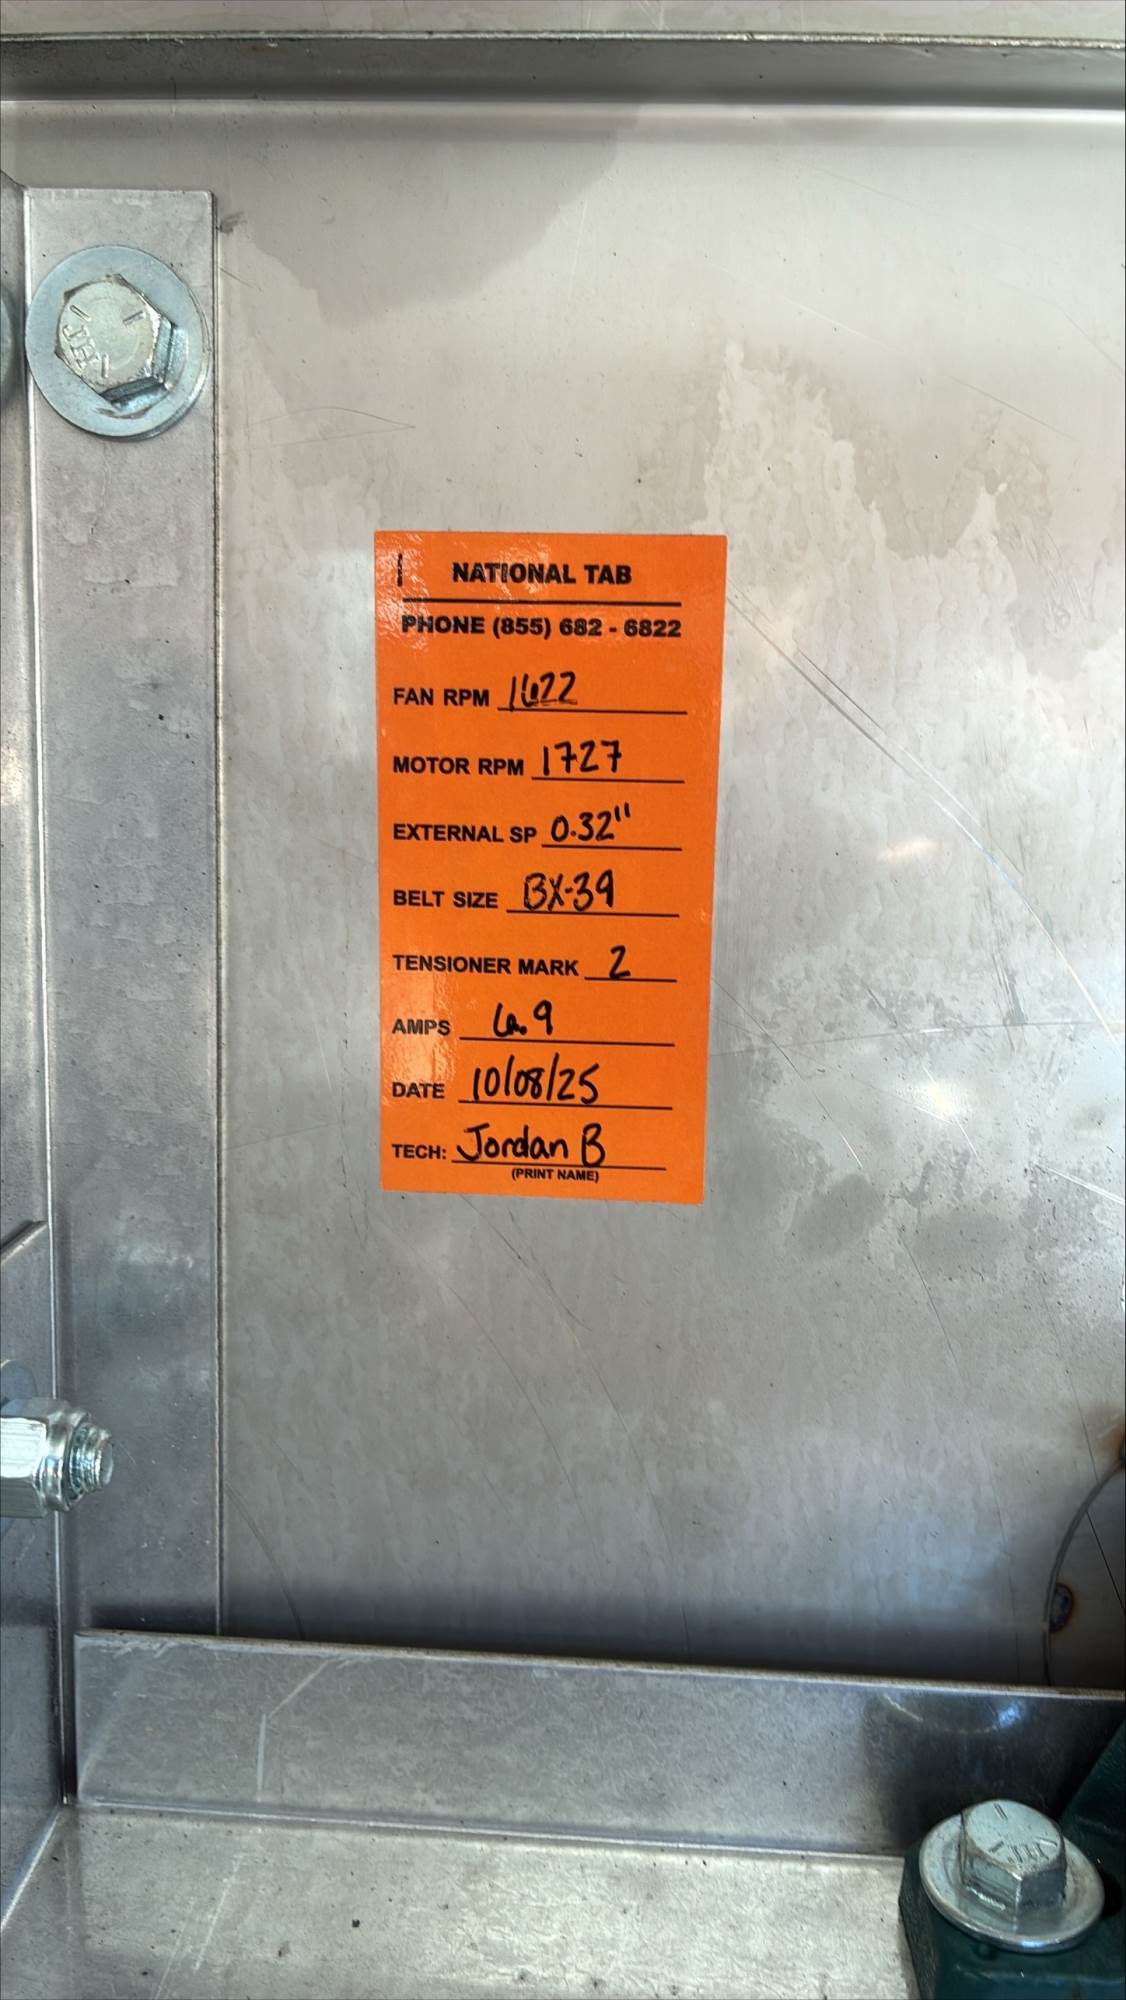 NATIONAL TAB
PHONE (855) 682 - 6822
FAN RPM 1622
MOTOR RPM 1727
EXTERNAL SP 0.32"
BELT SIZE BX-39
TENSIONER MARK 2
AMPS 6.9
DATE 10/08/25
TECH: Jordan B
(PRINT NAME)